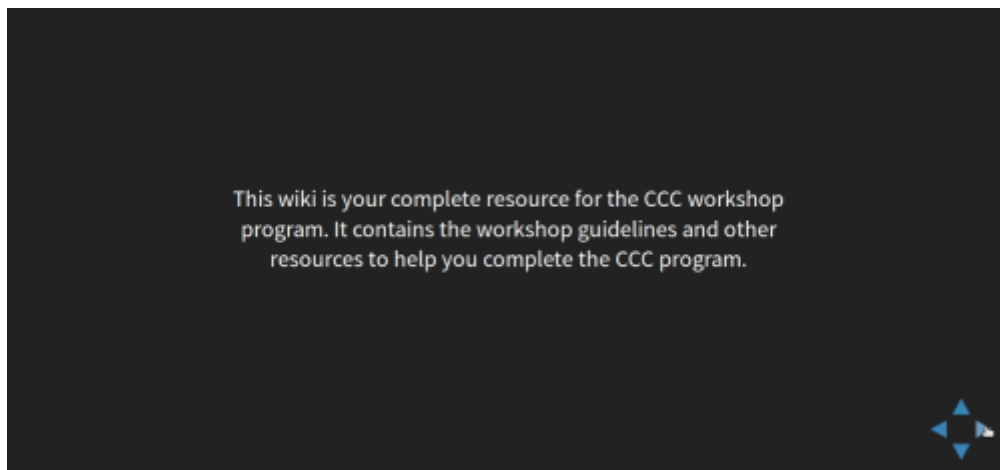 This wiki is your complete resource for the CCC workshop
program. It contains the workshop guidelines and other
resources to help you complete the CCC program.